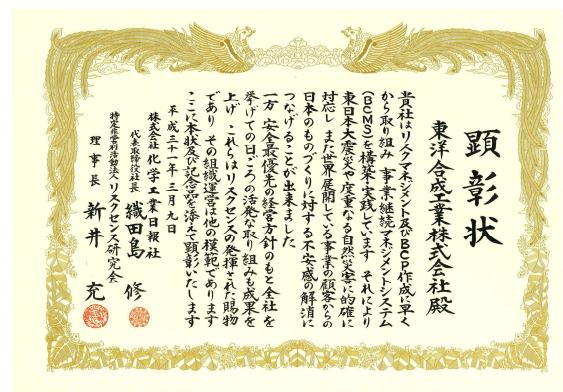 顕彰状
東洋合成工業株式会社殿
貴社はリスクマネジメント及びBCP作成に早く
から取り組み 事業継続マネジメントシステム
(BCMS)を構築・実践しています それにより
東日本大震災や度重なる自然災害に的確に
対応し また世界展開している事業の顧客からの
日本のものづくりに対する不安感の解消に
つなげることが出来ました
一方 安全最優先の経営方針のもと全社を
挙げての日ごろの活発な取り組みも成果を
上げ これらはリスクセンスの発揮された賜物
であり その組織運営は他の模範であります
ここに本状及び記念品を添えて顕彰いたします
平成三十一年三月九日
株式会社 化学工業日報社
代表取締役社長 織田島 修
特定非営利活動法人 リスクセンス研究会
理事長 新井 充